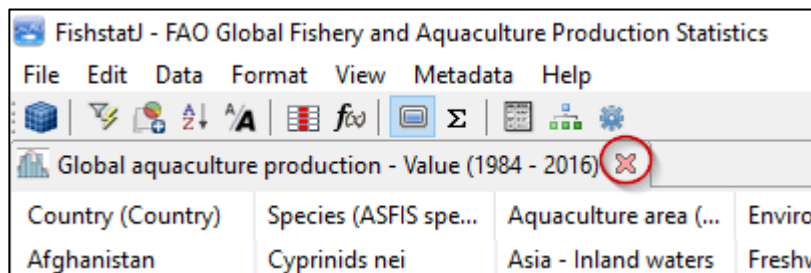 FishstatJ - FAO Global Fishery and Aquaculture Production Statistics
File Edit Data Format View Metadata Help
A Z A A f(x) Σ
Global aquaculture production - Value (1984 - 2016)
Country (Country) Species (ASFIS spe... Aquaculture area (... Enviro
Afghanistan Cyprinids nei Asia - Inland waters Freshw